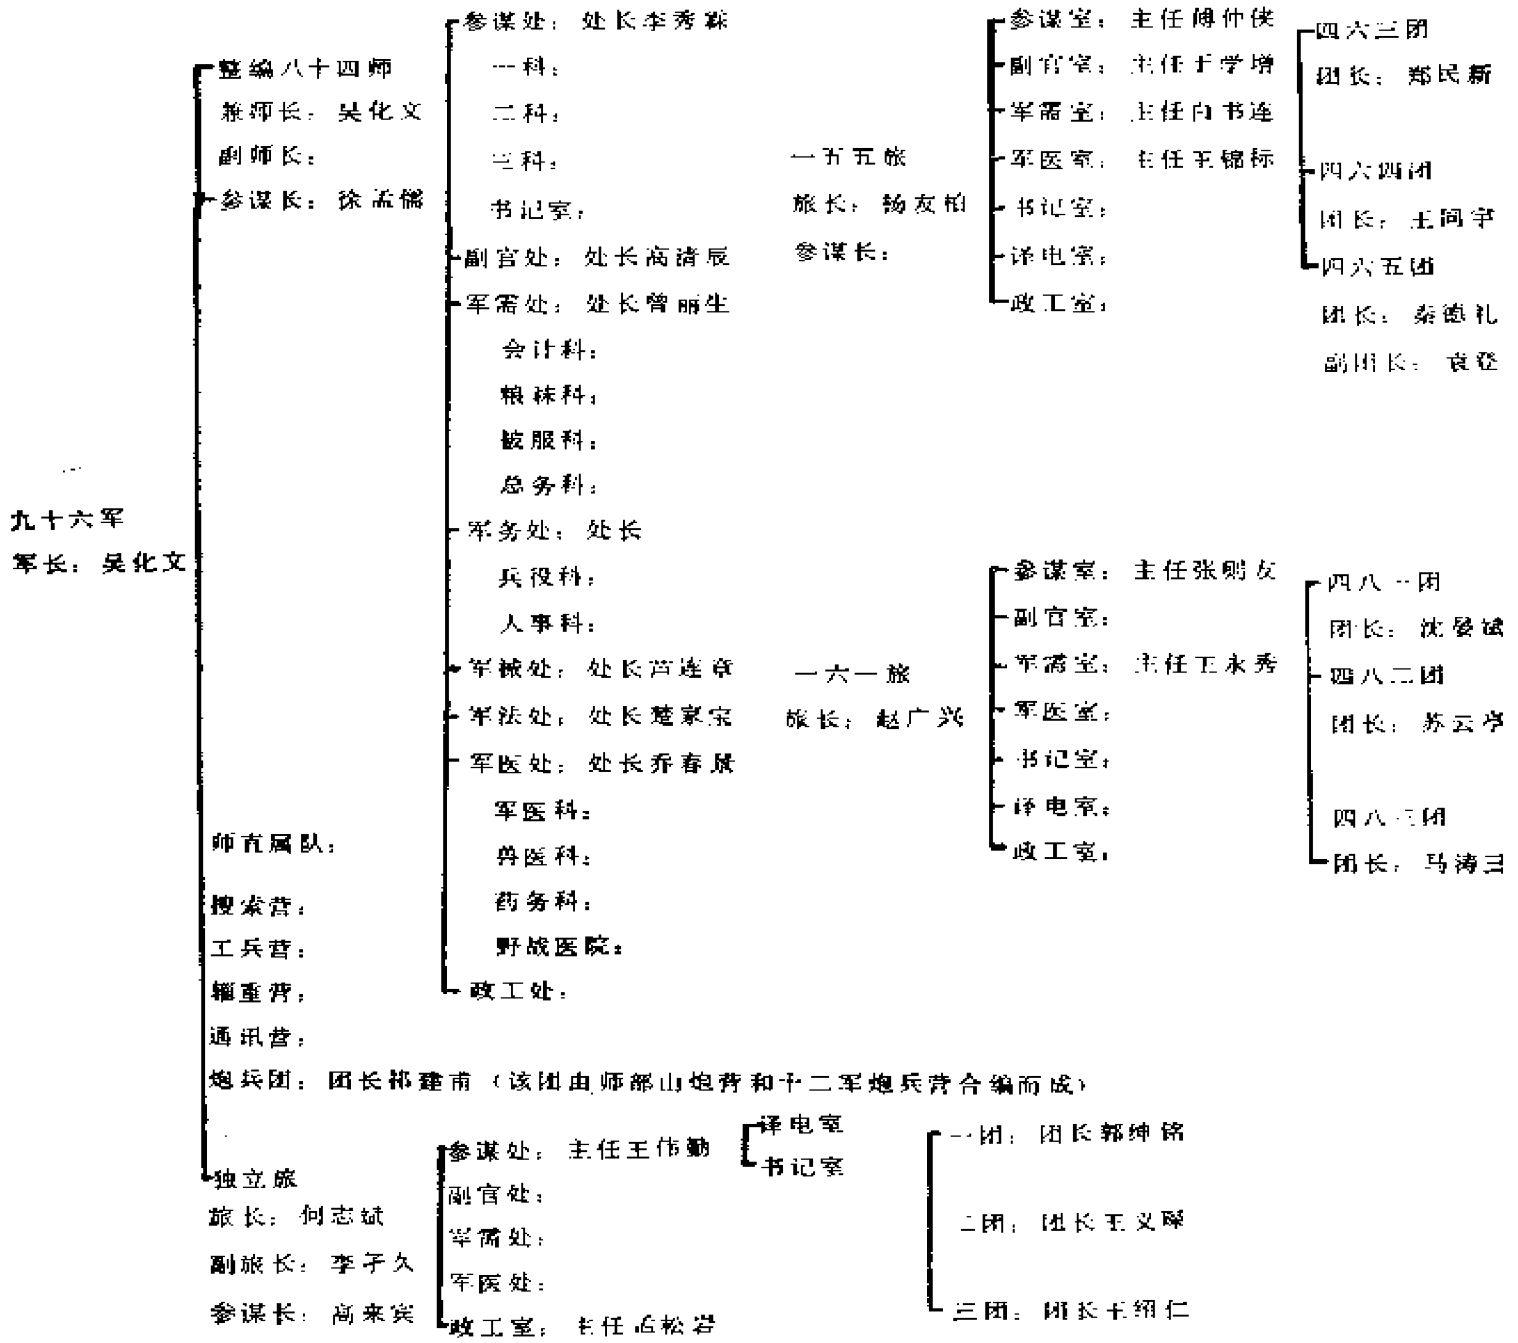 九十六军
军长：吴化文
整编八十四师
兼师长：吴化文
副师长：
参谋长：徐孟儒
师直属队：
搜索营：
工兵营：
辎重营：
通讯营：
炮兵团：团长祁建甫（该团由师部山炮营和十二军炮兵营合编而成）
独立旅
旅长：何志斌
副旅长：李子久
参谋长：高来宾
参谋处：处长李秀
一科：
二科：
三科：
书记室：
副官处：处长高清辰
军需处：处长曾丽生
会计科：
粮秣科：
被服科：
总务科：
军务处：处长
兵役科：
人事科：
军械处：处长芦连章
军法处：处长楚家宝
军医处：处长乔春
军医科：
兽医科：
药务科：
野战医院：
政工处：
一五五旅
旅长：杨友柏
参谋长：
参谋室：主任傅仲侠
副官室：主任于学增
军需室：主任白书连
军医室：主任王锦标
书记室：
译电室：
政工室：
四六三团
团长：郑民新
四六四团
团长：王同宇
四六五团
团长：秦德礼
副团长：袁登
一六一旅
旅长：赵广兴
参谋室：主任张明友
副官室：
军需室：主任王永秀
军医室：
书记室：
译电室：
政工室：
四八一团
团长：沈晏斌
四八二团
团长：苏云亭
四八三团
团长：马涛三
参谋处：主任王伟勋
副官处：
军需处：
军医处：
政工室：主任孟松岩
译电室
书记室
一团：团长郭绅铭
二团：团长王义琛
三团：团长王绍仁